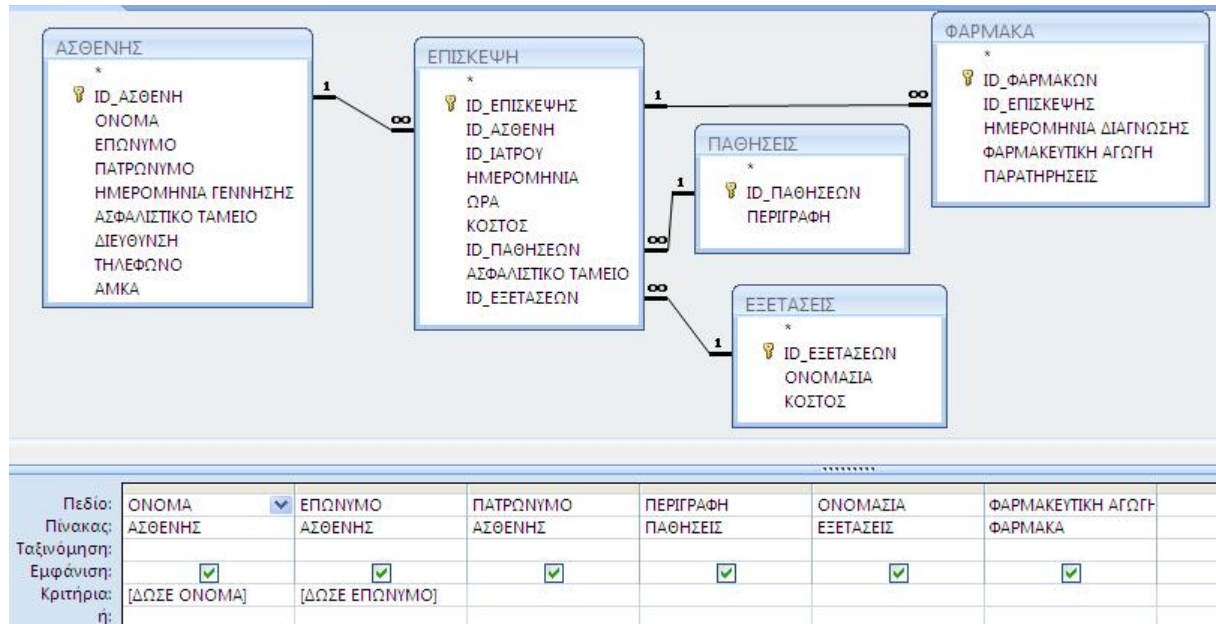 ΑΣΘΕΝΗΣ
*
ID_ΑΣΘΕΝΗ
ΟΝΟΜΑ
ΕΠΩΝΥΜΟ
ΠΑΤΡΩΝΥΜΟ
ΗΜΕΡΟΜΗΝΙΑ ΓΕΝΝΗΣΗΣ
ΑΣΦΑΛΙΣΤΙΚΟ ΤΑΜΕΙΟ
ΔΙΕΥΘΥΝΣΗ
ΤΗΛΕΦΩΝΟ
ΑΜΚΑ
1
∞
ΕΠΙΣΚΕΨΗ
*
ID_ΕΠΙΣΚΕΨΗΣ
ID_ΑΣΘΕΝΗ
ID_ΙΑΤΡΟΥ
ΗΜΕΡΟΜΗΝΙΑ
ΩΡΑ
ΚΟΣΤΟΣ
ID_ΠΑΘΗΣΕΩΝ
ΑΣΦΑΛΙΣΤΙΚΟ ΤΑΜΕΙΟ
ID_ΕΞΕΤΑΣΕΩΝ
1
∞
ΦΑΡΜΑΚΑ
*
ID_ΦΑΡΜΑΚΩΝ
ID_ΕΠΙΣΚΕΨΗΣ
ΗΜΕΡΟΜΗΝΙΑ ΔΙΑΓΝΩΣΗΣ
ΦΑΡΜΑΚΕΥΤΙΚΗ ΑΓΩΓΗ
ΠΑΡΑΤΗΡΗΣΕΙΣ
1
∞
ΠΑΘΗΣΕΙΣ
*
ID_ΠΑΘΗΣΕΩΝ
ΠΕΡΙΓΡΑΦΗ
∞
1
ΕΞΕΤΑΣΕΙΣ
*
ID_ΕΞΕΤΑΣΕΩΝ
ΟΝΟΜΑΣΙΑ
ΚΟΣΤΟΣ
Πεδίο: ΟΝΟΜΑ ΕΠΩΝΥΜΟ ΠΑΤΡΩΝΥΜΟ ΠΕΡΙΓΡΑΦΗ ΟΝΟΜΑΣΙΑ ΦΑΡΜΑΚΕΥΤΙΚΗ ΑΓΩΓΗ
Πίνακας: ΑΣΘΕΝΗΣ ΑΣΘΕΝΗΣ ΑΣΘΕΝΗΣ ΠΑΘΗΣΕΙΣ ΕΞΕΤΑΣΕΙΣ ΦΑΡΜΑΚΑ
Ταξινόμηση:
Εμφάνιση:
Κριτήρια: [ΔΩΣΕ ΟΝΟΜΑ] [ΔΩΣΕ ΕΠΩΝΥΜΟ]
ή: